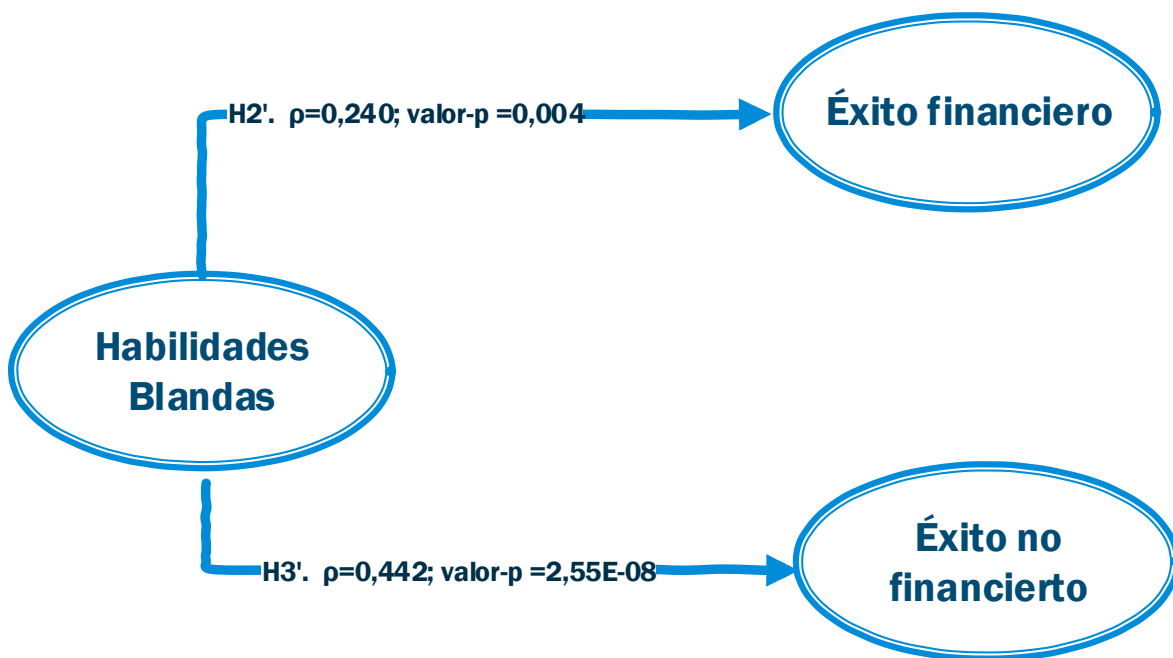 H2'. ρ=0,240; valor-p =0,004
Éxito financiero
Habilidades
Blandas
H3'. ρ=0,442; valor-p =2,55E-08
Éxito no
financierto